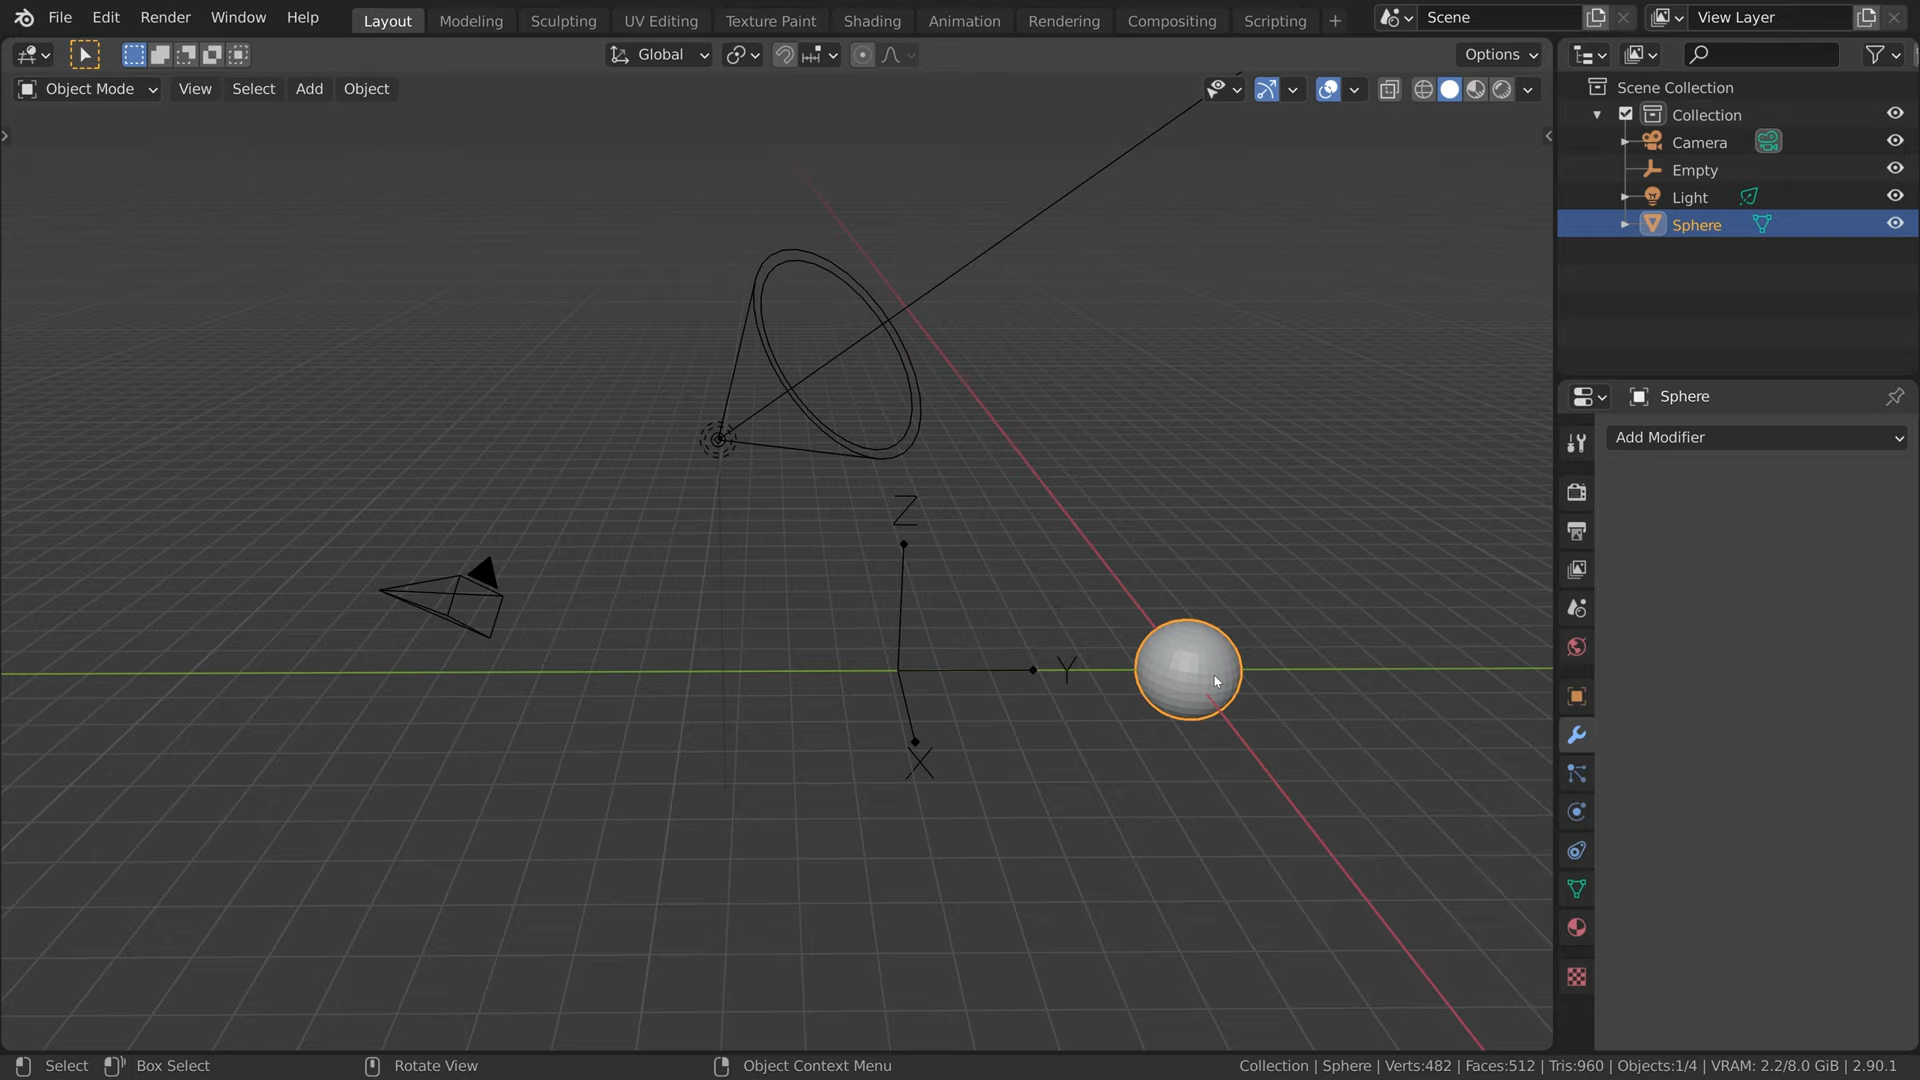 File Edit Render Window Help Layout Modeling Sculpting UV Editing Texture Paint Shading Animation Rendering Compositing Scripting + Scene View Layer
Global Options
Object Mode View Select Add Object
Scene Collection
Collection
Camera
Empty
Light
Sphere
Sphere
Add Modifier
Z
Y
X
Select Box Select Rotate View Object Context Menu Collection | Sphere | Verts:482 | Faces:512 | Tris:960 | Objects:1/4 | VRAM: 2.2/8.0 GiB | 2.90.1